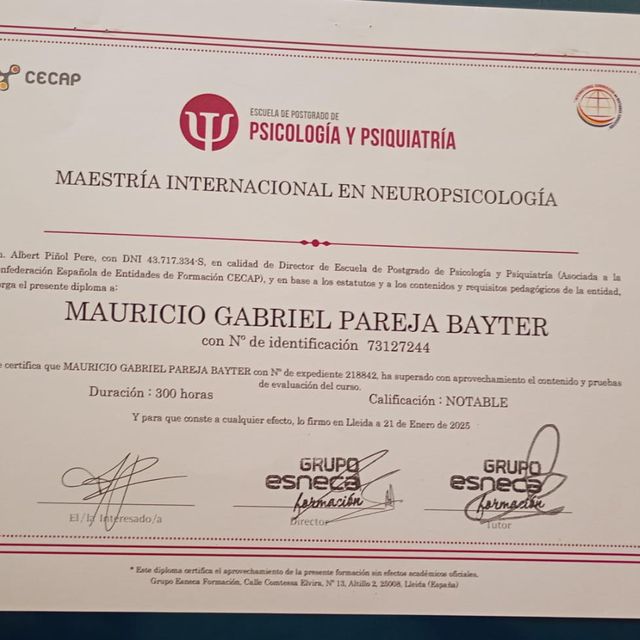 CECAP
ESCUELA DE POSTGRADO DE
PSICOLOGÍA Y PSIQUIATRÍA
MAESTRÍA INTERNACIONAL EN NEUROPSICOLOGÍA
n. Albert Piñol Pere, con DNI 43.717.334-S, en calidad de Director de Escuela de Postgrado de Psicología y Psiquiatría (Asociada a la
nfederación Española de Entidades de Formación CECAP), y en base a los estatutos y a los contenidos y requisitos pedagógicos de la entidad,
orga el presente diploma a:
MAURICIO GABRIEL PAREJA BAYTER
con Nº de identificación 73127244
e certifica que MAURICIO GABRIEL PAREJA BAYTER con Nº de expediente 218842, ha superado con aprovechamiento el contenido y pruebas
de evaluación del curso.
Duración : 300 horas
Calificación : NOTABLE
Y para que conste a cualquier efecto, lo firmo en Lleida a 21 de Enero de 2025
GRUPO
esneca
formación
GRUPO
esneca
formación
El/la Interesado/a
Director
Tutor
* Este diploma certifica el aprovechamiento de la presente formación sin efectos académicos oficiales.
Grupo Esneca Formación, Calle Comtessa Elvira, Nº 13, Altillo 2, 25008, Lleida (España)